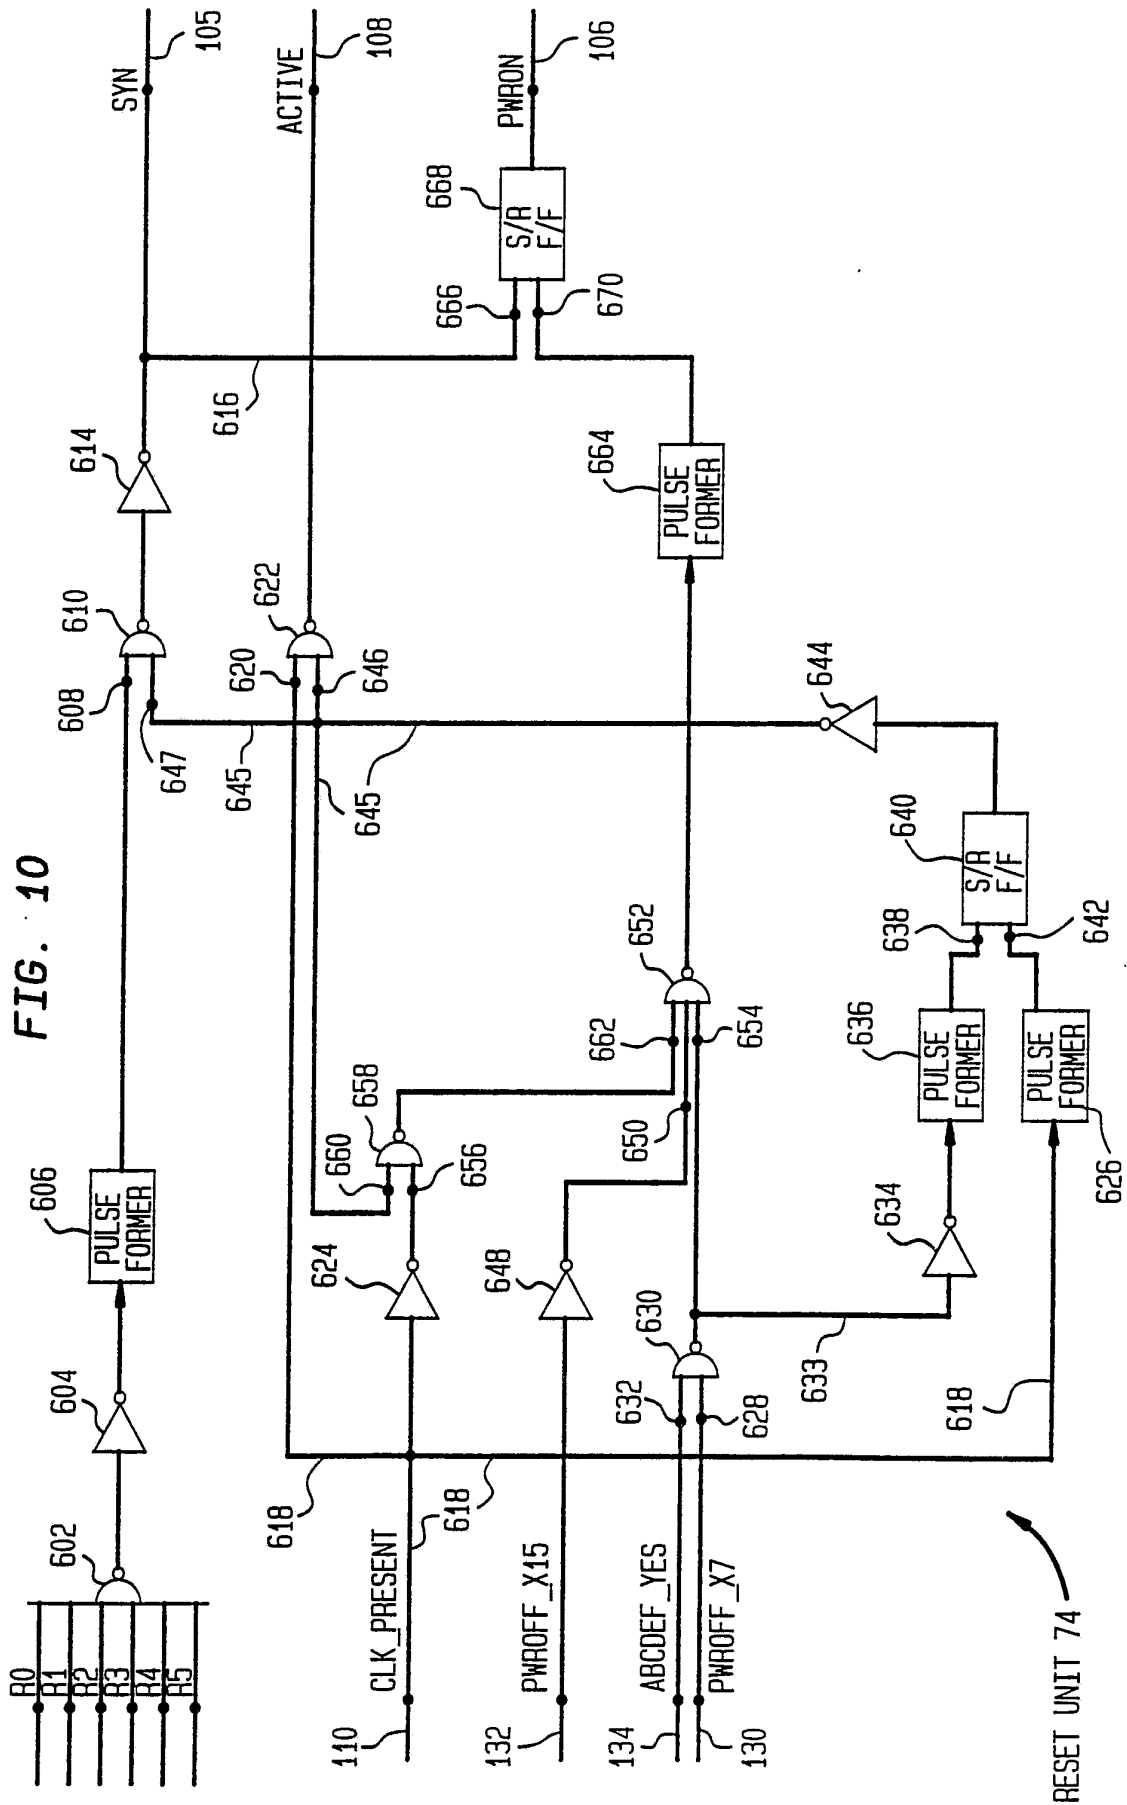 FIG. 10
R0
R1
R2
R3
R4
R5
602
604
606
PULSE
FORMER
608
610
614
SYN
105
647
645
616
618
620
622
ACTIVE
108
646
645
110
CLK_PRESENT
618
624
660
656
658
662
666
668
S/R
F/F
PWRON
106
670
132
PWROFF_X15
618
648
650
652
654
664
PULSE
FORMER
134
ABCDEF_YES
632
630
130
PWROFF_X7
628
633
634
636
PULSE
FORMER
638
640
S/R
F/F
644
642
618
PULSE
FORMER
626
RESET UNIT 74